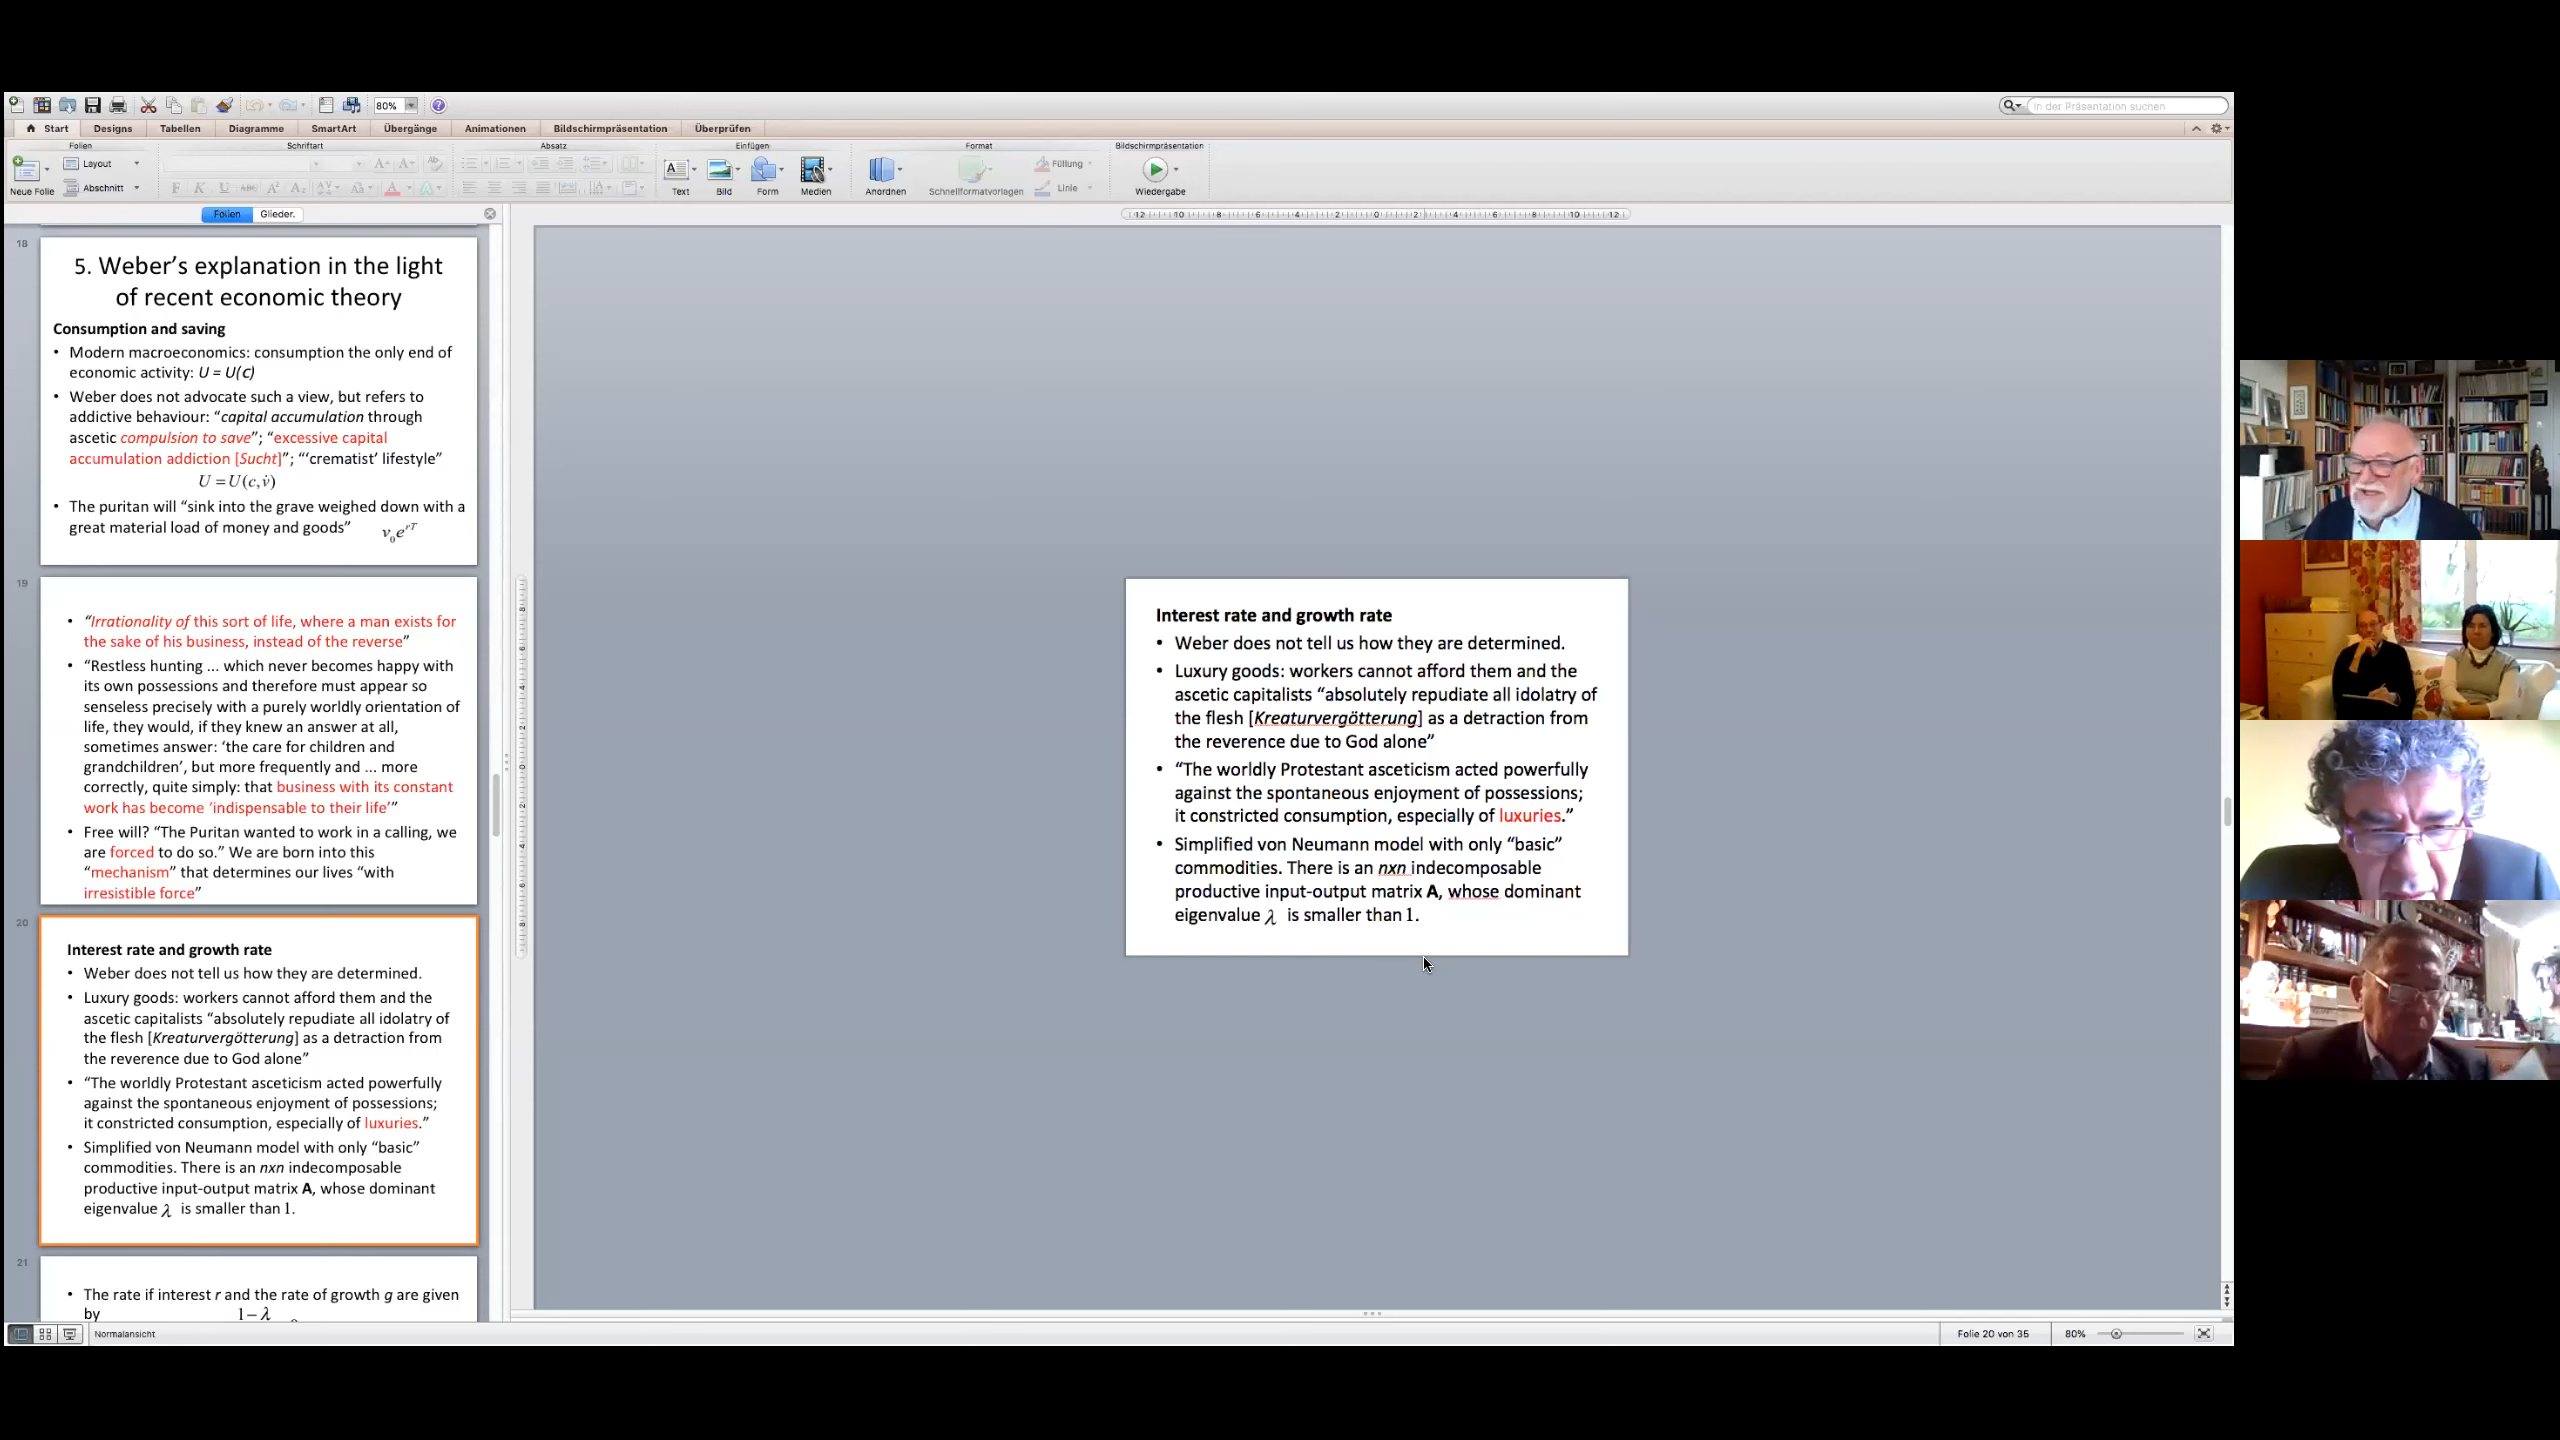 80%
In der Präsentation suchen
Start Designs Tabellen Diagramme SmartArt Übergänge Animationen Bildschirmpräsentation Überprüfen
Folien Schriftart Absatz Einfügen Format Bildschirmpräsentation
Layout
Abschnitt
Neue Folie
Text Bild Form Medien
Anordnen Schnellformatvorlagen
Füllung
Linie
Wiedergabe
Folien Glieder.
18
5. Weber's explanation in the light
of recent economic theory
Consumption and saving
• Modern macroeconomics: consumption the only end of
economic activity: U = U(c)
• Weber does not advocate such a view, but refers to
addictive behaviour: “capital accumulation through
ascetic compulsion to save”; “excessive capital
accumulation addiction [Sucht]”; “‘crematist’ lifestyle”
U = U(c, v̇)
• The puritan will “sink into the grave weighed down with a
great material load of money and goods” v₀e^{rT}
19
• “Irrationality of this sort of life, where a man exists for
the sake of his business, instead of the reverse”
• “Restless hunting ... which never becomes happy with
its own possessions and therefore must appear so
senseless precisely with a purely worldly orientation of
life, they would, if they knew an answer at all,
sometimes answer: ‘the care for children and
grandchildren’, but more frequently and ... more
correctly, quite simply: that business with its constant
work has become ‘indispensable to their life’”
• Free will? “The Puritan wanted to work in a calling, we
are forced to do so.” We are born into this
“mechanism” that determines our lives “with
irresistible force”
20
Interest rate and growth rate
• Weber does not tell us how they are determined.
• Luxury goods: workers cannot afford them and the
ascetic capitalists “absolutely repudiate all idolatry of
the flesh [Kreaturvergötterung] as a detraction from
the reverence due to God alone”
• “The worldly Protestant asceticism acted powerfully
against the spontaneous enjoyment of possessions;
it constricted consumption, especially of luxuries.”
• Simplified von Neumann model with only “basic”
commodities. There is an nxn indecomposable
productive input-output matrix A, whose dominant
eigenvalue λ is smaller than 1.
21
• The rate if interest r and the rate of growth g are given
by 1 − λ
Interest rate and growth rate
• Weber does not tell us how they are determined.
• Luxury goods: workers cannot afford them and the
ascetic capitalists “absolutely repudiate all idolatry of
the flesh [Kreaturvergötterung] as a detraction from
the reverence due to God alone”
• “The worldly Protestant asceticism acted powerfully
against the spontaneous enjoyment of possessions;
it constricted consumption, especially of luxuries.”
• Simplified von Neumann model with only “basic”
commodities. There is an nxn indecomposable
productive input-output matrix A, whose dominant
eigenvalue λ is smaller than 1.
Normalansicht
Folie 20 von 35
80%